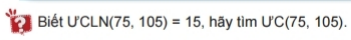 Biết ƯCLN(75, 105) = 15, hãy tìm ƯC(75, 105).